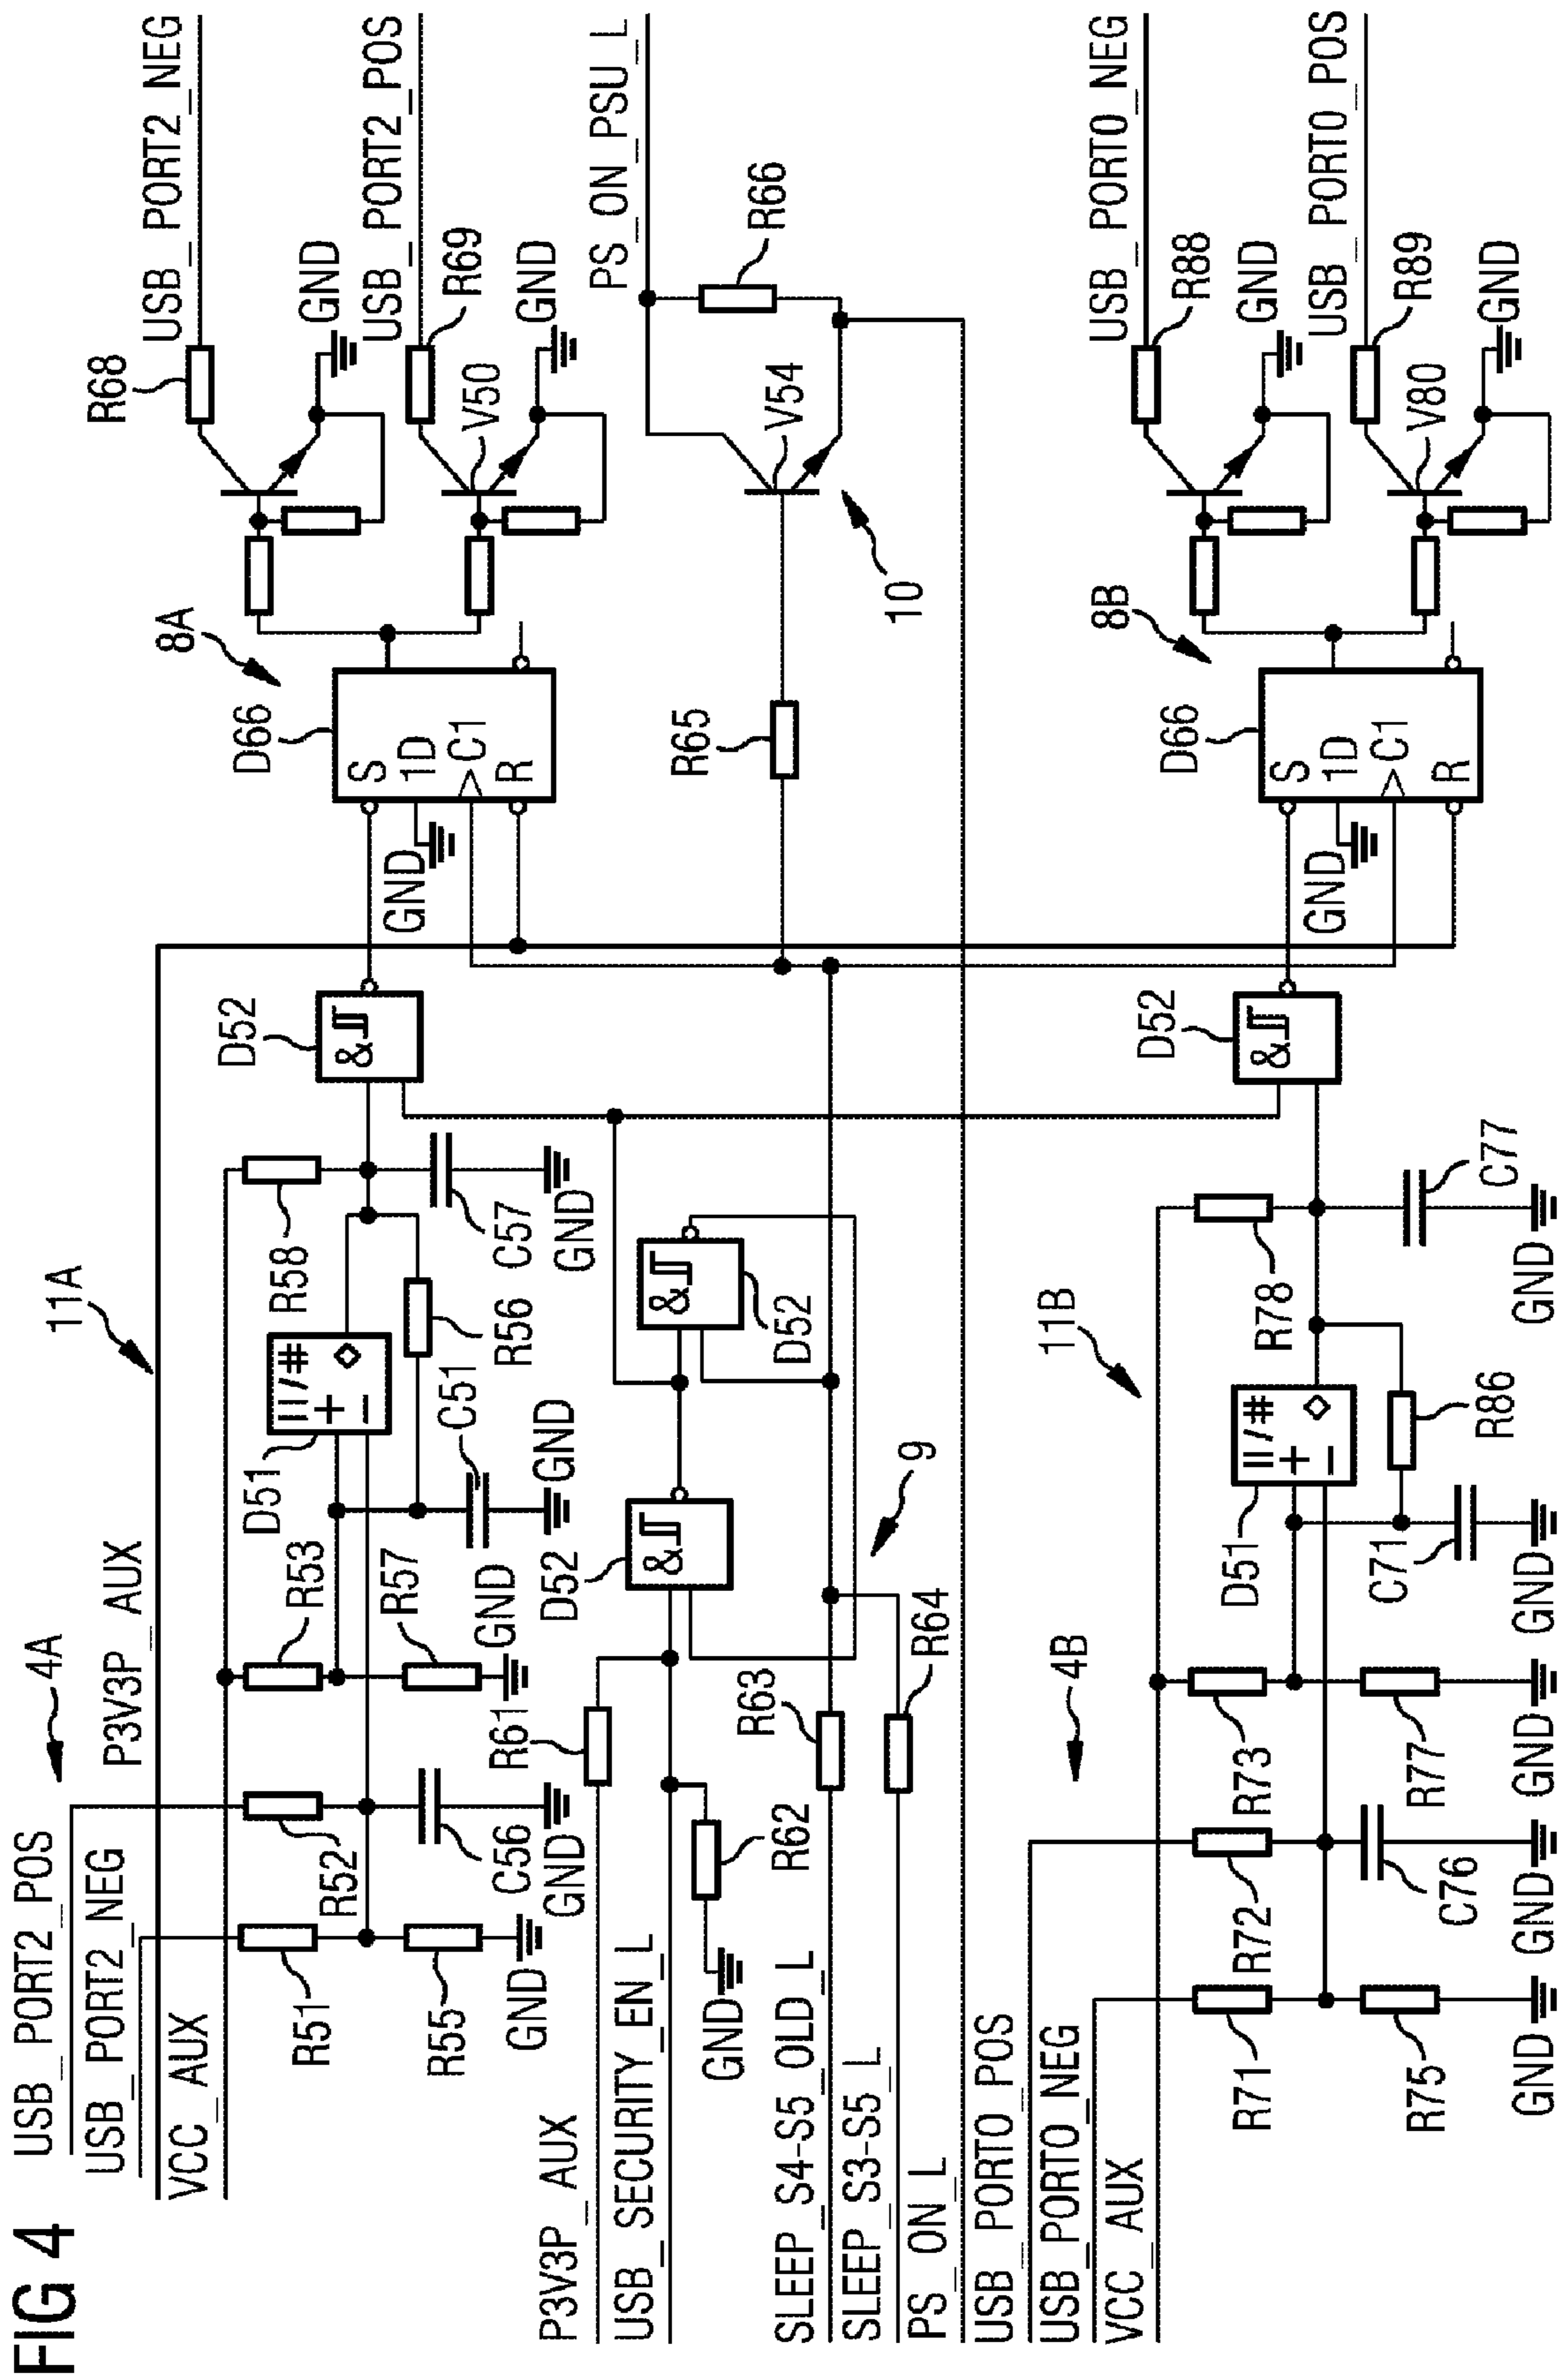 FIG 4
USB_PORT2_POS
USB_PORT2_NEG
VCC_AUX
P3V3P_AUX
4A
11A
R51
R52
R55
C56
GND
GND
R53
R57
GND
D51
=/#
+
−
C51
GND
R56
R58
C57
GND
D52
&
8A
D66
S
1D
C1
R
GND
R68
USB_PORT2_NEG
GND
R69
USB_PORT2_POS
V50
GND
P3V3P_AUX
USB_SECURITY_EN_L
R61
R62
GND
D52
&
D52
&
9
SLEEP_S4-S5_OLD_L
SLEEP_S3-S5_L
PS_ON_L
R63
R64
R65
V54
R66
10
PS_ON_PSU_L
USB_PORT0_POS
USB_PORT0_NEG
VCC_AUX
4B
11B
R71
R72
R75
C76
GND
GND
R73
R77
GND
D51
=/#
+
−
C71
GND
R86
R78
C77
GND
D52
&
8B
D66
S
1D
C1
R
GND
R88
USB_PORT0_NEG
GND
R89
USB_PORT0_POS
V80
GND